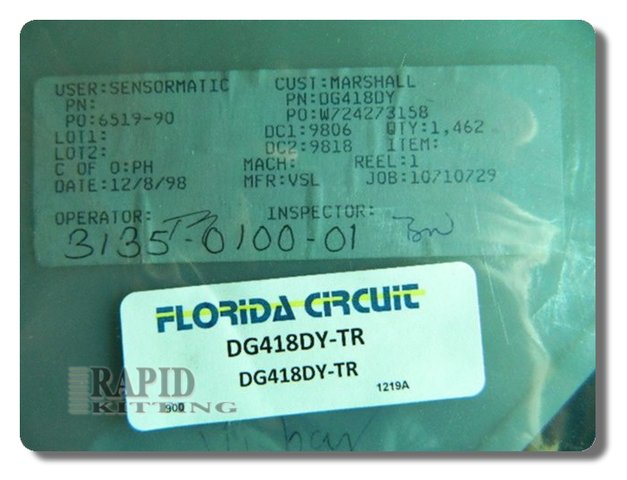 USER:SENSORMATIC CUST:MARSHALL
PN: PN:DG418DY
PO:6519-90 PO:W724273158
LOT1: DC1:9806 QTY:1,462
LOT2: DC2:9818 ITEM:
C OF O:PH MACH: REEL:1
DATE:12/8/98 MFR:VSL JOB:10710729
OPERATOR: INSPECTOR:
3135-0100-01
FLORIDA CIRCUIT
DG418DY-TR
DG418DY-TR
900 1219A
RAPID
KITTING